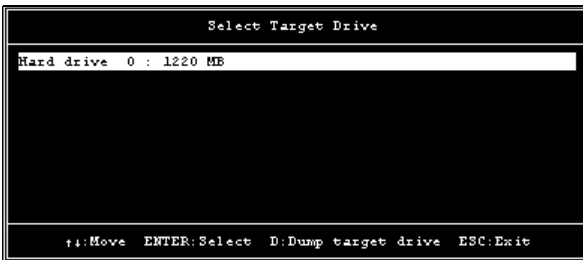 Select Target Drive
Hard drive 0 : 1220 MB
↑↓:Move ENTER:Select D:Dump target drive ESC:Exit